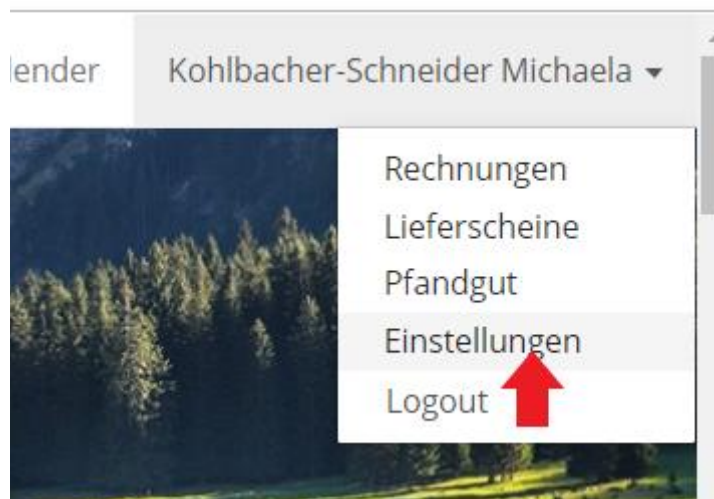 lender Kohlbacher-Schneider Michaela
Rechnungen
Lieferscheine
Pfandgut
Einstellungen
Logout